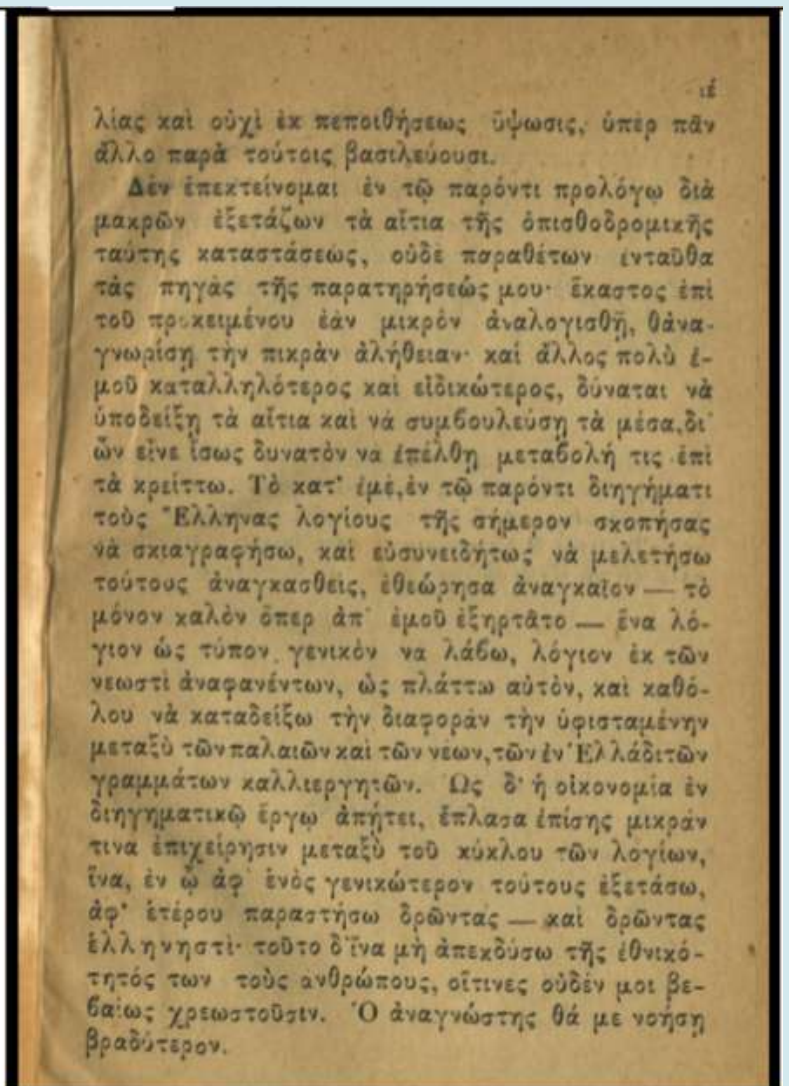 ιέ
λίας καὶ οὐχὶ ἐκ πεποιθήσεως ὕψωσις, ὑπὲρ πᾶν
ἄλλο παρὰ τούτοις βασιλεύουσι.
Δὲν ἐπεκτείνομαι ἐν τῷ παρόντι προλόγῳ διὰ
μακρῶν ἐξετάζων τὰ αἴτια τῆς ὀπισθοδρομικῆς
ταύτης καταστάσεως, οὐδὲ παραθέτων ἐνταῦθα
τὰς πηγὰς τῆς παρατηρήσεώς μου· ἕκαστος ἐπὶ
τοῦ προκειμένου ἐὰν μικρὸν ἀναλογισθῇ, θἀνα-
γνωρίσῃ τὴν πικρὰν ἀλήθειαν· καὶ ἄλλος πολὺ ἐ-
μοῦ καταλληλότερος καὶ εἰδικώτερος, δύναται νὰ
ὑποδείξῃ τὰ αἴτια καὶ νά συμβουλεύσῃ τὰ μέσα, δι'
ὧν εἶνε ἴσως δυνατὸν νὰ ἐπέλθῃ μεταβολή τις ἐπὶ
τὰ κρείττω. Τὸ κατ' ἐμὲ, ἐν τῷ παρόντι διηγήματι
τοὺς Ἕλληνας λογίους τῆς σήμερον σκοπήσας
νὰ σκιαγραφήσω, καὶ εὐσυνειδήτως νὰ μελετήσω
τούτους ἀναγκασθεὶς, ἐθεώρησα ἀναγκαῖον — τὸ
μόνον καλὸν ὅπερ ἀπ' ἐμοῦ ἐξηρτᾶτο — ἕνα λό-
γιον ὡς τύπον γενικὸν να λάβω, λόγιον ἐκ τῶν
νεωστὶ ἀναφανέντων, ὡς πλάττω αὐτὸν, καὶ καθό-
λου νὰ καταδείξω τὴν διαφορὰν τὴν ὑφισταμένην
μεταξὺ τῶν παλαιῶν καὶ τῶν νέων, τῶν ἐν Ἑλλάδι τῶν
γραμμάτων καλλιεργητῶν. Ὡς δ' ἡ οἰκονομία ἐν
διηγηματικῷ ἔργῳ ἀπῄτει, ἔπλασα ἐπίσης μικράν
τινα ἐπιχείρησιν μεταξὺ τοῦ κύκλου τῶν λογίων,
ἵνα, ἐν ᾧ ἀφ' ἑνὸς γενικώτερον τούτους ἐξετάσω,
ἀφ' ἑτέρου παραστήσω δρῶντας — καὶ δρῶντας
ἑλληνηστὶ· τοῦτο δ' ἵνα μὴ ἀπεκδύσω τῆς ἐθνικό-
τητός των τοὺς ανθρώπους, οἵτινες οὐδέν μοι βε-
βαίως χρεωστοῦσιν. Ὁ ἀναγνώστης θά με νοήσῃ
βραδύτερον.